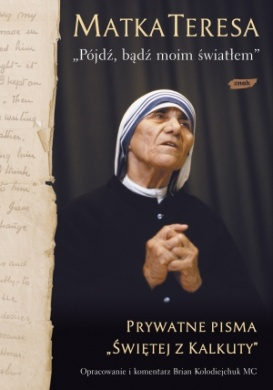 MATKA TERESA
„Pójdź, bądź moim światłem”
znak
PRYWATNE PISMA
„ŚWIĘTEJ Z KALKUTY”
Opracowanie i komentarz Brian Kolodiejchuk MC